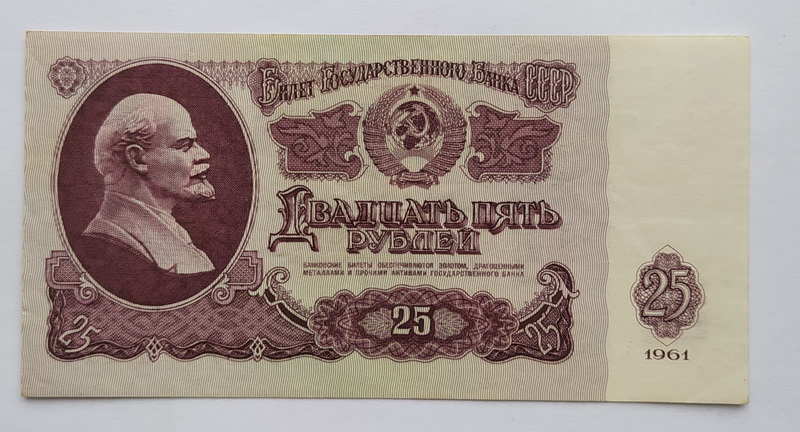 Билет Государственного Банка СССР
Двадцать пять
рублей
БАНКОВСКИЕ БИЛЕТЫ ОБЕСПЕЧИВАЮТСЯ ЗОЛОТОМ, ДРАГОЦЕННЫМИ
МЕТАЛЛАМИ И ПРОЧИМИ АКТИВАМИ ГОСУДАРСТВЕННОГО БАНКА
25
25
25
25
1961